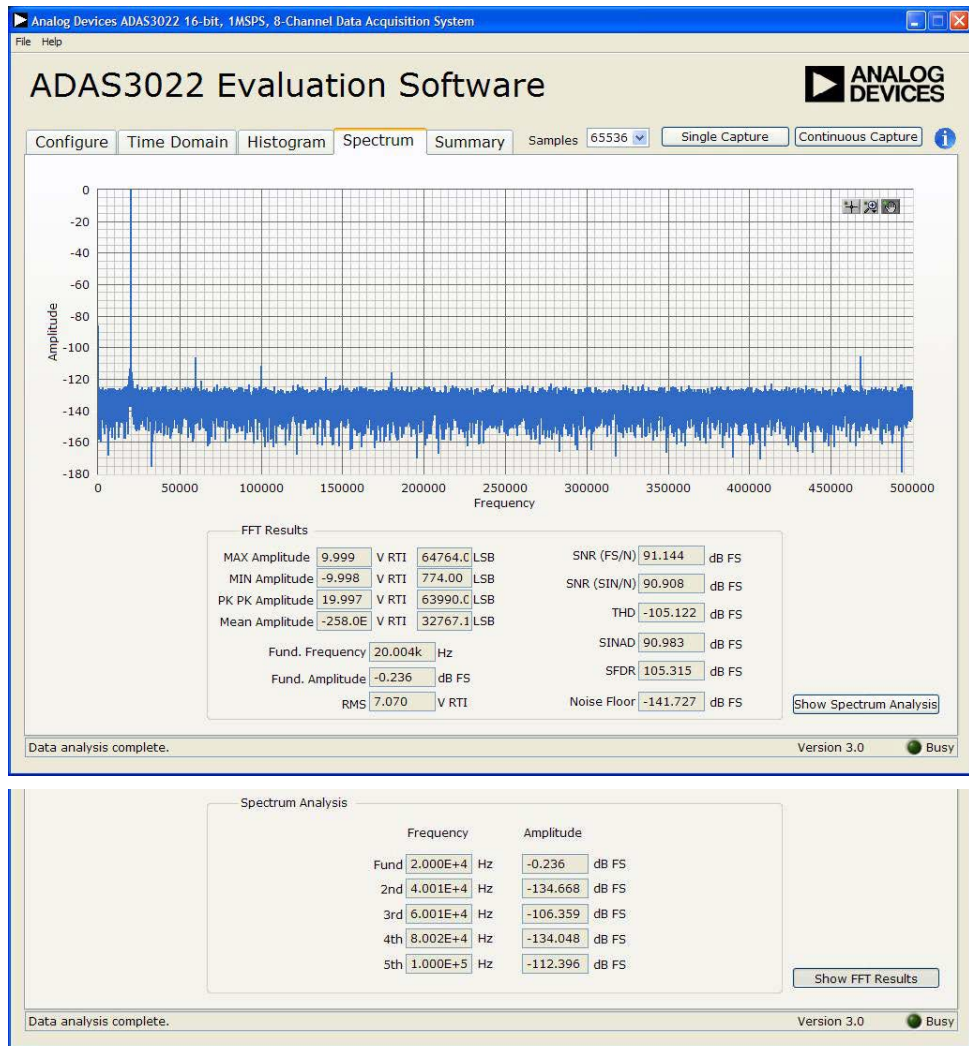 Analog Devices ADAS3022 16-bit, 1MSPS, 8-Channel Data Acquisition System
File Help
ADAS3022 Evaluation Software
ANALOG
DEVICES
Configure Time Domain Histogram Spectrum Summary Samples 65536 Single Capture Continuous Capture i
0
-20
-40
-60
-80
-100
-120
-140
-160
-180
Amplitude
0 50000 100000 150000 200000 250000 300000 350000 400000 450000 500000
Frequency
FFT Results
MAX Amplitude 9.999 V RTI 64764.0 LSB
MIN Amplitude -9.998 V RTI 774.00 LSB
PK PK Amplitude 19.997 V RTI 63990.0 LSB
Mean Amplitude -258.0E V RTI 32767.1 LSB
Fund. Frequency 20.004k Hz
Fund. Amplitude -0.236 dB FS
RMS 7.070 V RTI
SNR (FS/N) 91.144 dB FS
SNR (SIN/N) 90.908 dB FS
THD -105.122 dB FS
SINAD 90.983 dB FS
SFDR 105.315 dB FS
Noise Floor -141.727 dB FS
Show Spectrum Analysis
Data analysis complete. Version 3.0 Busy
Spectrum Analysis
Frequency Amplitude
Fund 2.000E+4 Hz -0.236 dB FS
2nd 4.001E+4 Hz -134.668 dB FS
3rd 6.001E+4 Hz -106.359 dB FS
4th 8.002E+4 Hz -134.048 dB FS
5th 1.000E+5 Hz -112.396 dB FS
Show FFT Results
Data analysis complete. Version 3.0 Busy